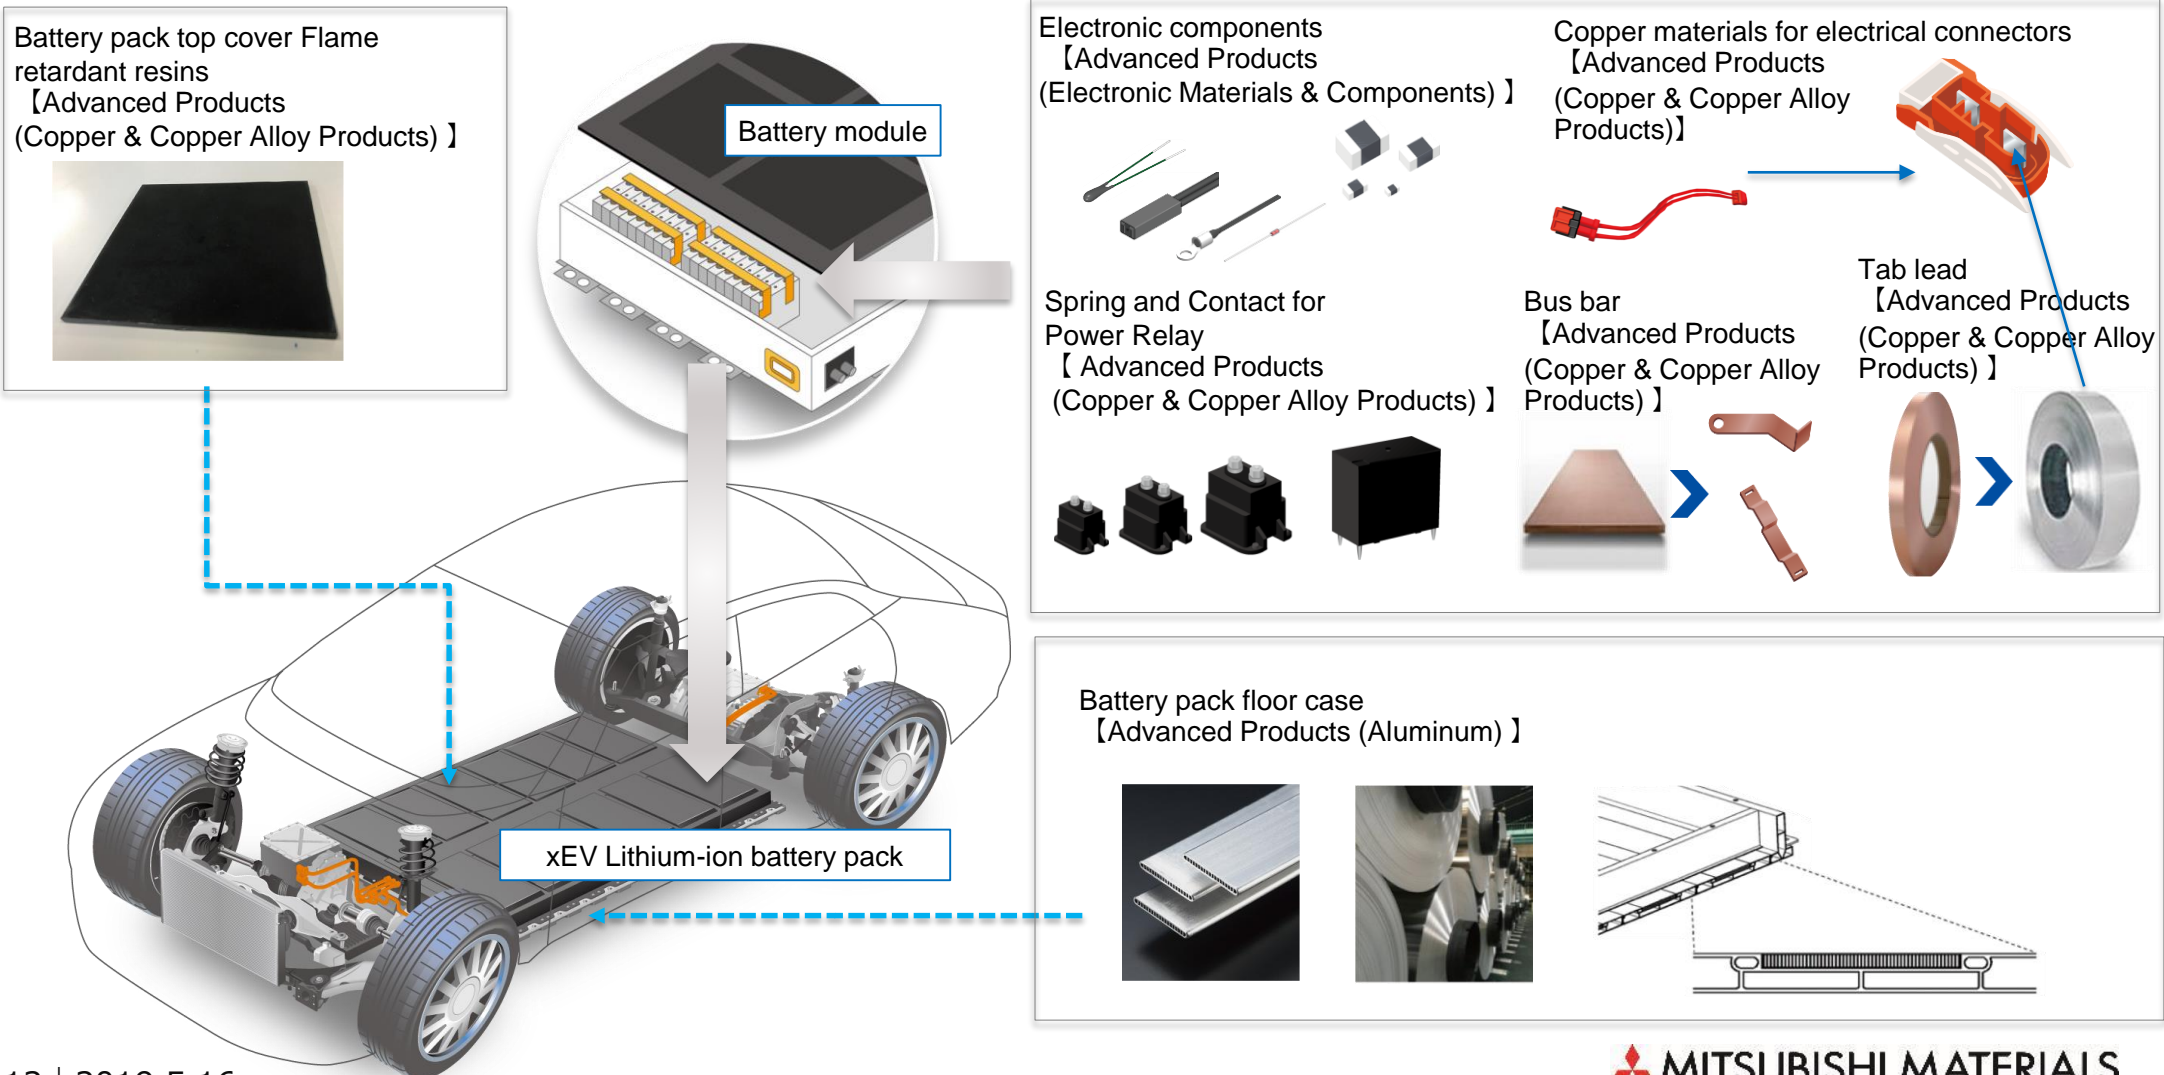 Battery pack top cover Flame
retardant resins
【Advanced Products
(Copper & Copper Alloy Products) 】
Battery module
Electronic components
【Advanced Products
(Electronic Materials & Components) 】
Copper materials for electrical connectors
【Advanced Products
(Copper & Copper Alloy
Products)】
Spring and Contact for
Power Relay
【 Advanced Products
(Copper & Copper Alloy Products) 】
Bus bar
【Advanced Products
(Copper & Copper Alloy
Products) 】
Tab lead
【Advanced Products
(Copper & Copper Alloy
Products) 】
Battery pack floor case
【Advanced Products (Aluminum) 】
xEV Lithium-ion battery pack
MITSUBISHI MATERIALS